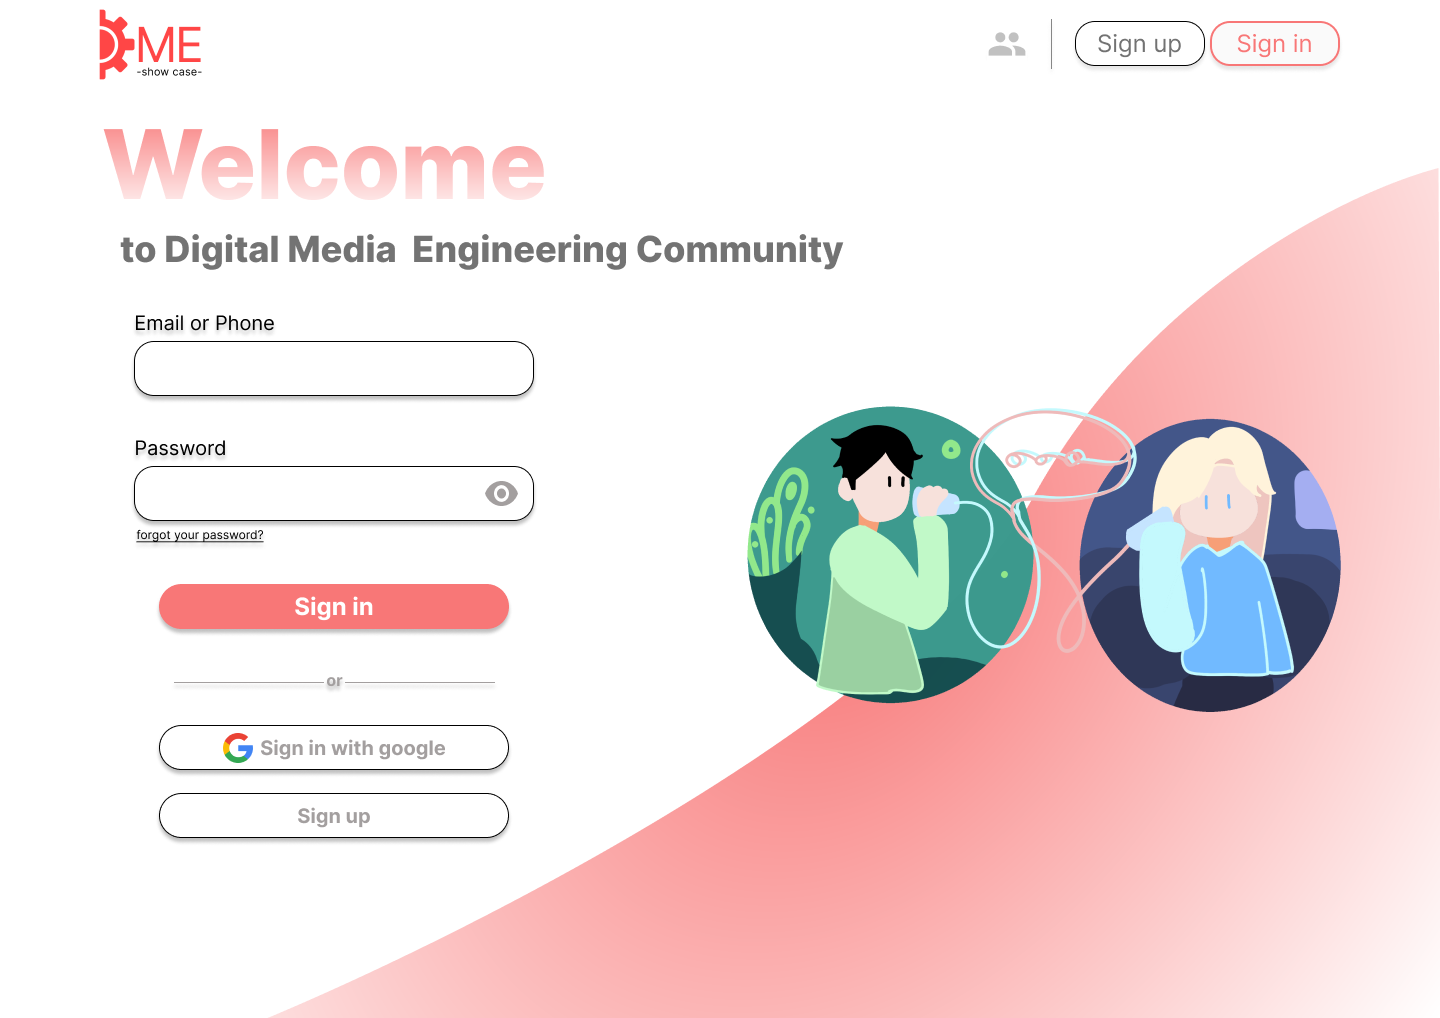 DME
-show case-
Sign up
Sign in
Welcome
to Digital Media Engineering Community
Email or Phone
Password
forgot your password?
Sign in
or
Sign in with google
Sign up